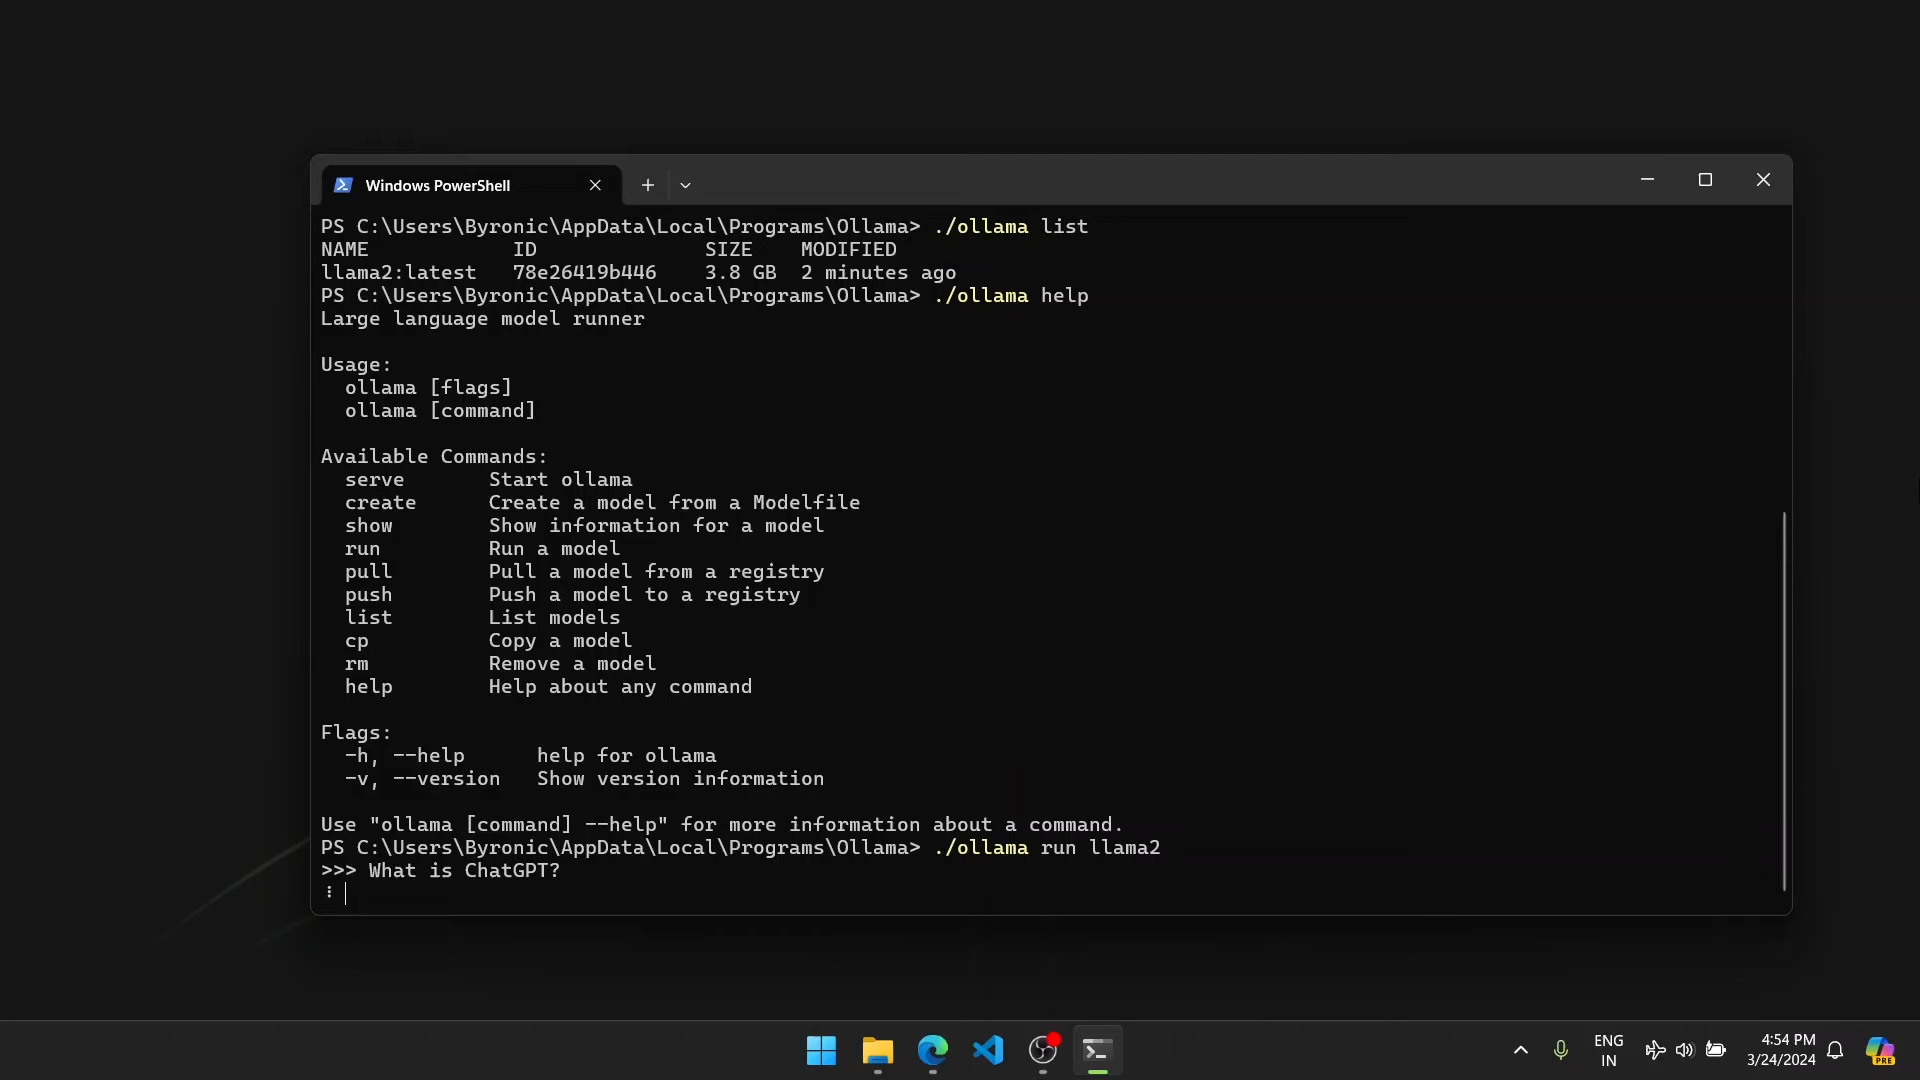 Windows PowerShell
PS C:\Users\Byronic\AppData\Local\Programs\Ollama> ./ollama list
NAME ID SIZE MODIFIED
llama2:latest 78e26419b446 3.8 GB 2 minutes ago
PS C:\Users\Byronic\AppData\Local\Programs\Ollama> ./ollama help
Large language model runner
Usage:
ollama [flags]
ollama [command]
Available Commands:
serve Start ollama
create Create a model from a Modelfile
show Show information for a model
run Run a model
pull Pull a model from a registry
push Push a model to a registry
list List models
cp Copy a model
rm Remove a model
help Help about any command
Flags:
-h, --help help for ollama
-v, --version Show version information
Use "ollama [command] --help" for more information about a command.
PS C:\Users\Byronic\AppData\Local\Programs\Ollama> ./ollama run llama2
>>> What is ChatGPT?
ENG
IN
4:54 PM
3/24/2024
PRE